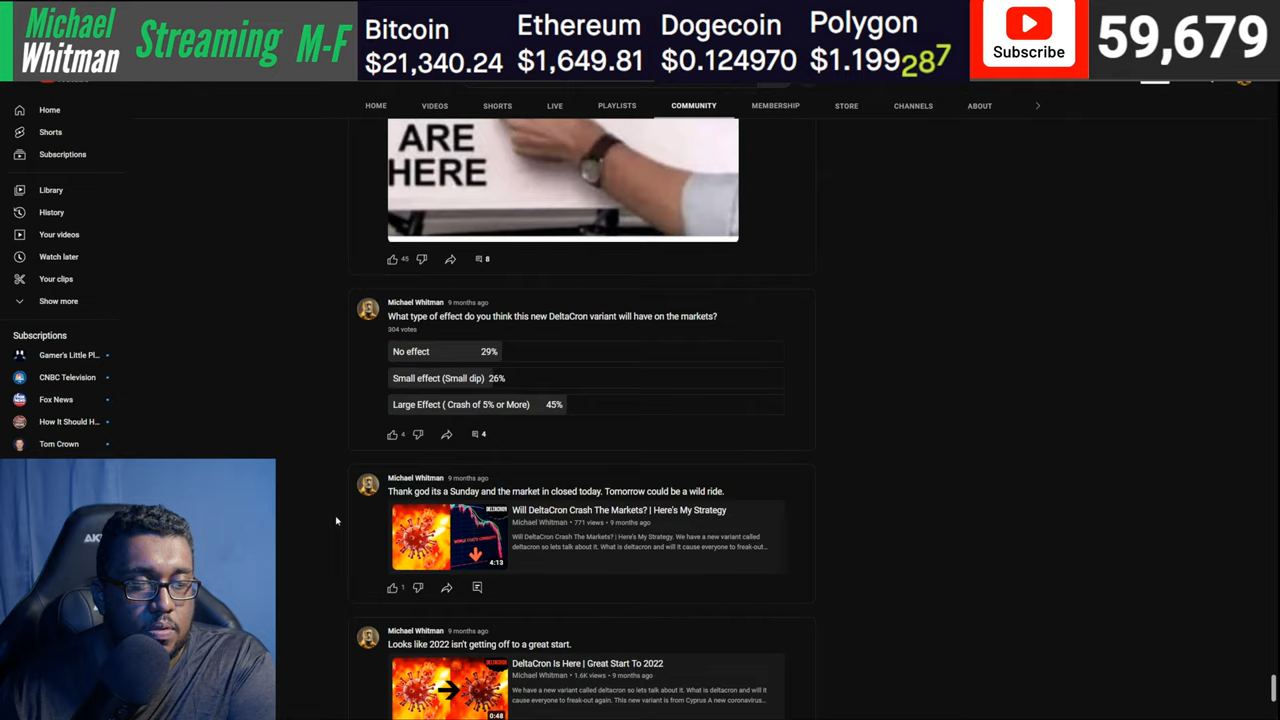 Michael
Whitman
Streaming M-F
Bitcoin
$21,340.24
Ethereum
$1,649.81
Dogecoin
$0.124970
Polygon
$1.199287
Subscribe
59,679
HOME
VIDEOS
SHORTS
LIVE
PLAYLISTS
COMMUNITY
MEMBERSHIP
STORE
CHANNELS
ABOUT
Home
Shorts
Subscriptions
Library
History
Your videos
Watch later
Your clips
Show more
Subscriptions
Gamer's Little Pl...
CNBC Television
Fox News
How It Should H...
Tom Crown
ARE
HERE
45
8
Michael Whitman 9 months ago
What type of effect do you think this new DeltaCron variant will have on the markets?
304 votes
No effect 29%
Small effect (Small dip) 26%
Large Effect ( Crash of 5% or More) 45%
4
4
Michael Whitman 9 months ago
Thank god its a Sunday and the market in closed today. Tomorrow could be a wild ride.
DELTACRON
4:13
Will DeltaCron Crash The Markets? | Here's My Strategy
Michael Whitman • 771 views • 9 months ago
Will DeltaCron Crash The Markets? | Here's My Strategy. We have a new variant called
deltacron so lets talk about it. What is deltacron and will it cause everyone to freak-out...
1
Michael Whitman 9 months ago
Looks like 2022 isn't getting off to a great start.
DELTACRON
0:48
DeltaCron Is Here | Great Start To 2022
Michael Whitman • 1.6K views • 9 months ago
We have a new variant called deltacron so lets talk about it. What is deltacron and will it
cause everyone to freak-out again. This new variant is from Cyprus A new coronavirus...